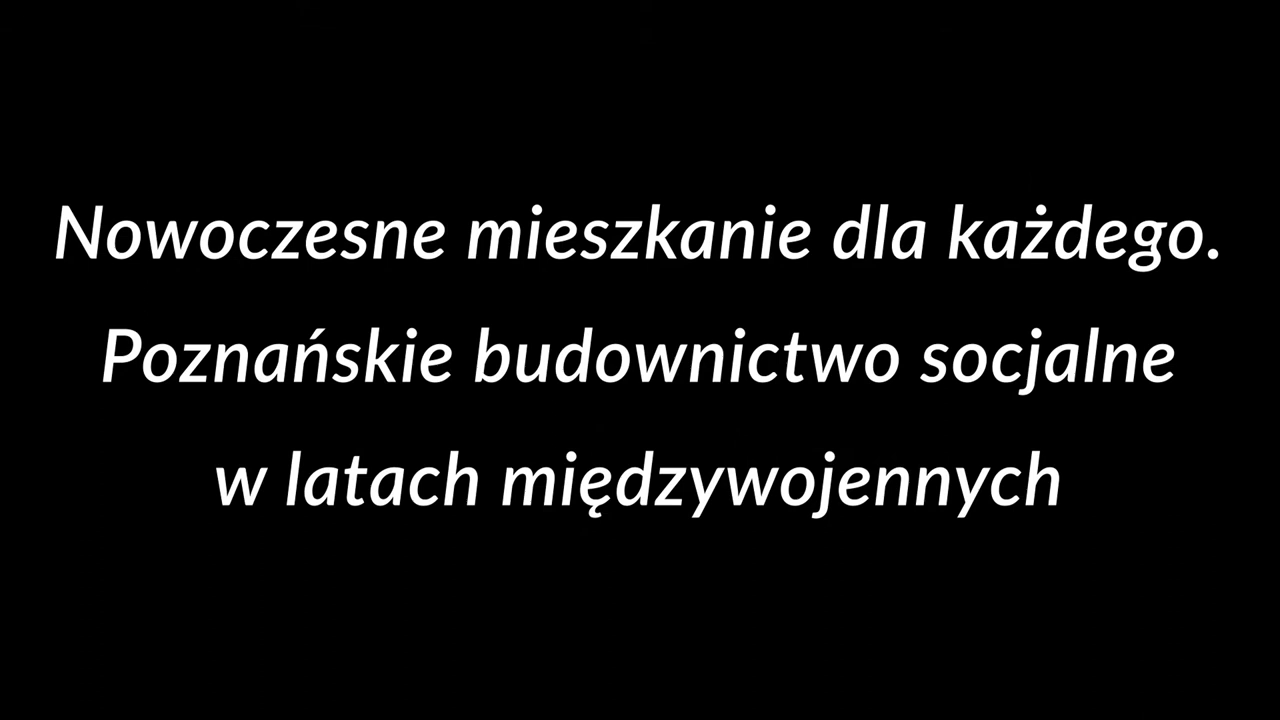 Nowoczesne mieszkanie dla każdego.
Poznańskie budownictwo socjalne
w latach międzywojennych